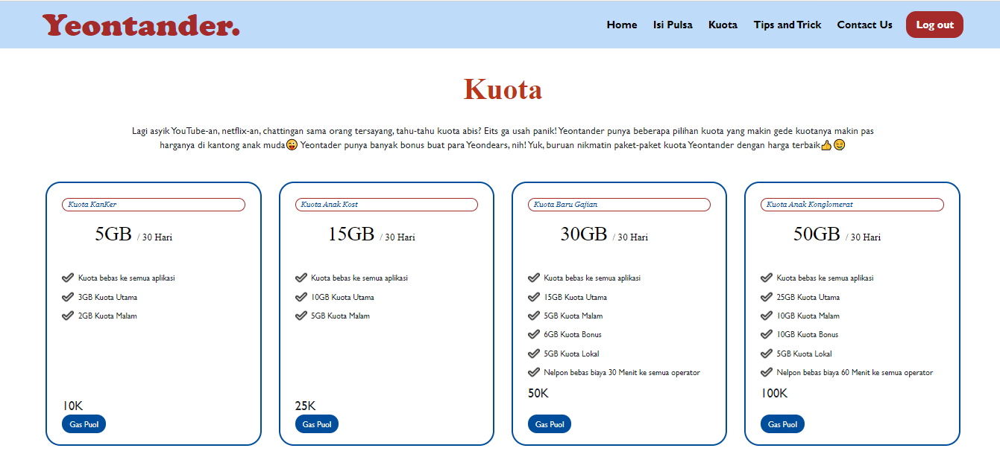 Yeontander.
Home Isi Pulsa Kuota Tips and Trick Contact Us Log out
Kuota
Lagi asyik YouTube-an, netflix-an, chattingan sama orang tersayang, tahu-tahu kuota abis? Eits ga usah panik! Yeontander punya beberapa pilihan kuota yang makin gede kuotanya makin pas
harganya di kantong anak muda😜 Yeontader punya banyak bonus buat para Yeondears, nih! Yuk, buruan nikmatin paket-paket kuota Yeontander dengan harga terbaik👍😊
Kuota KanKer
5GB / 30 Hari
Kuota bebas ke semua aplikasi
3GB Kuota Utama
2GB Kuota Malam
10K
Gas Puol
Kuota Anak Kost
15GB / 30 Hari
Kuota bebas ke semua aplikasi
10GB Kuota Utama
5GB Kuota Malam
25K
Gas Puol
Kuota Baru Gajian
30GB / 30 Hari
Kuota bebas ke semua aplikasi
15GB Kuota Utama
5GB Kuota Malam
6GB Kuota Bonus
5GB Kuota Lokal
Nelpon bebas biaya 30 Menit ke semua operator
50K
Gas Puol
Kuota Anak Konglomerat
50GB / 30 Hari
Kuota bebas ke semua aplikasi
25GB Kuota Utama
10GB Kuota Malam
10GB Kuota Bonus
5GB Kuota Lokal
Nelpon bebas biaya 60 Menit ke semua operator
100K
Gas Puol